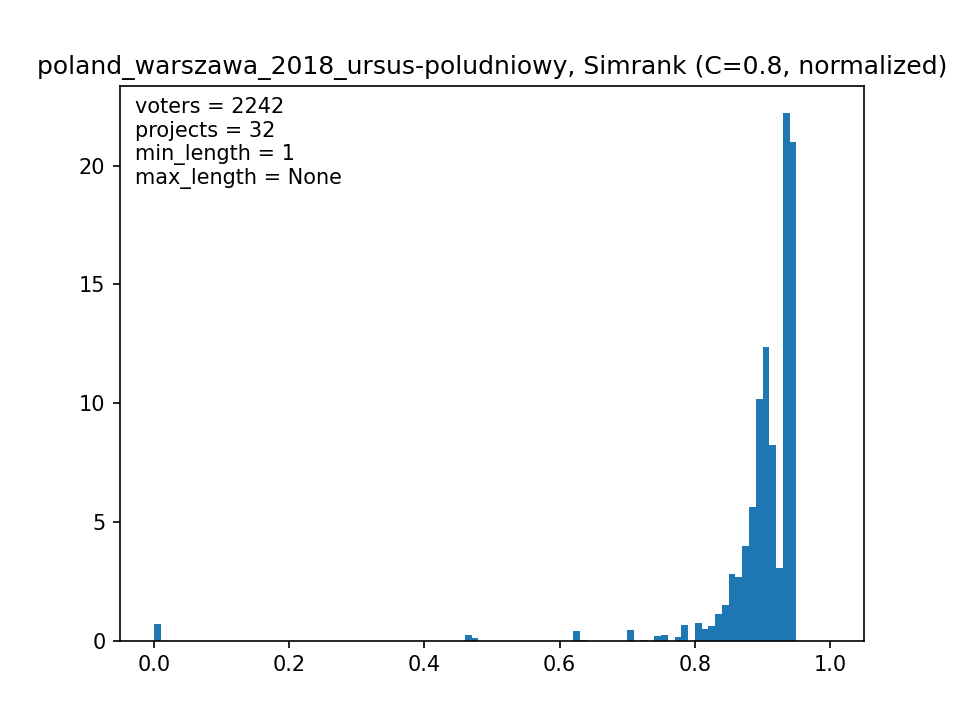 poland_warszawa_2018_ursus-poludniowy, Simrank (C=0.8, normalized)
voters = 2242
projects = 32
min_length = 1
max_length = None
20
15
10
5
0
0.0 0.2 0.4 0.6 0.8 1.0